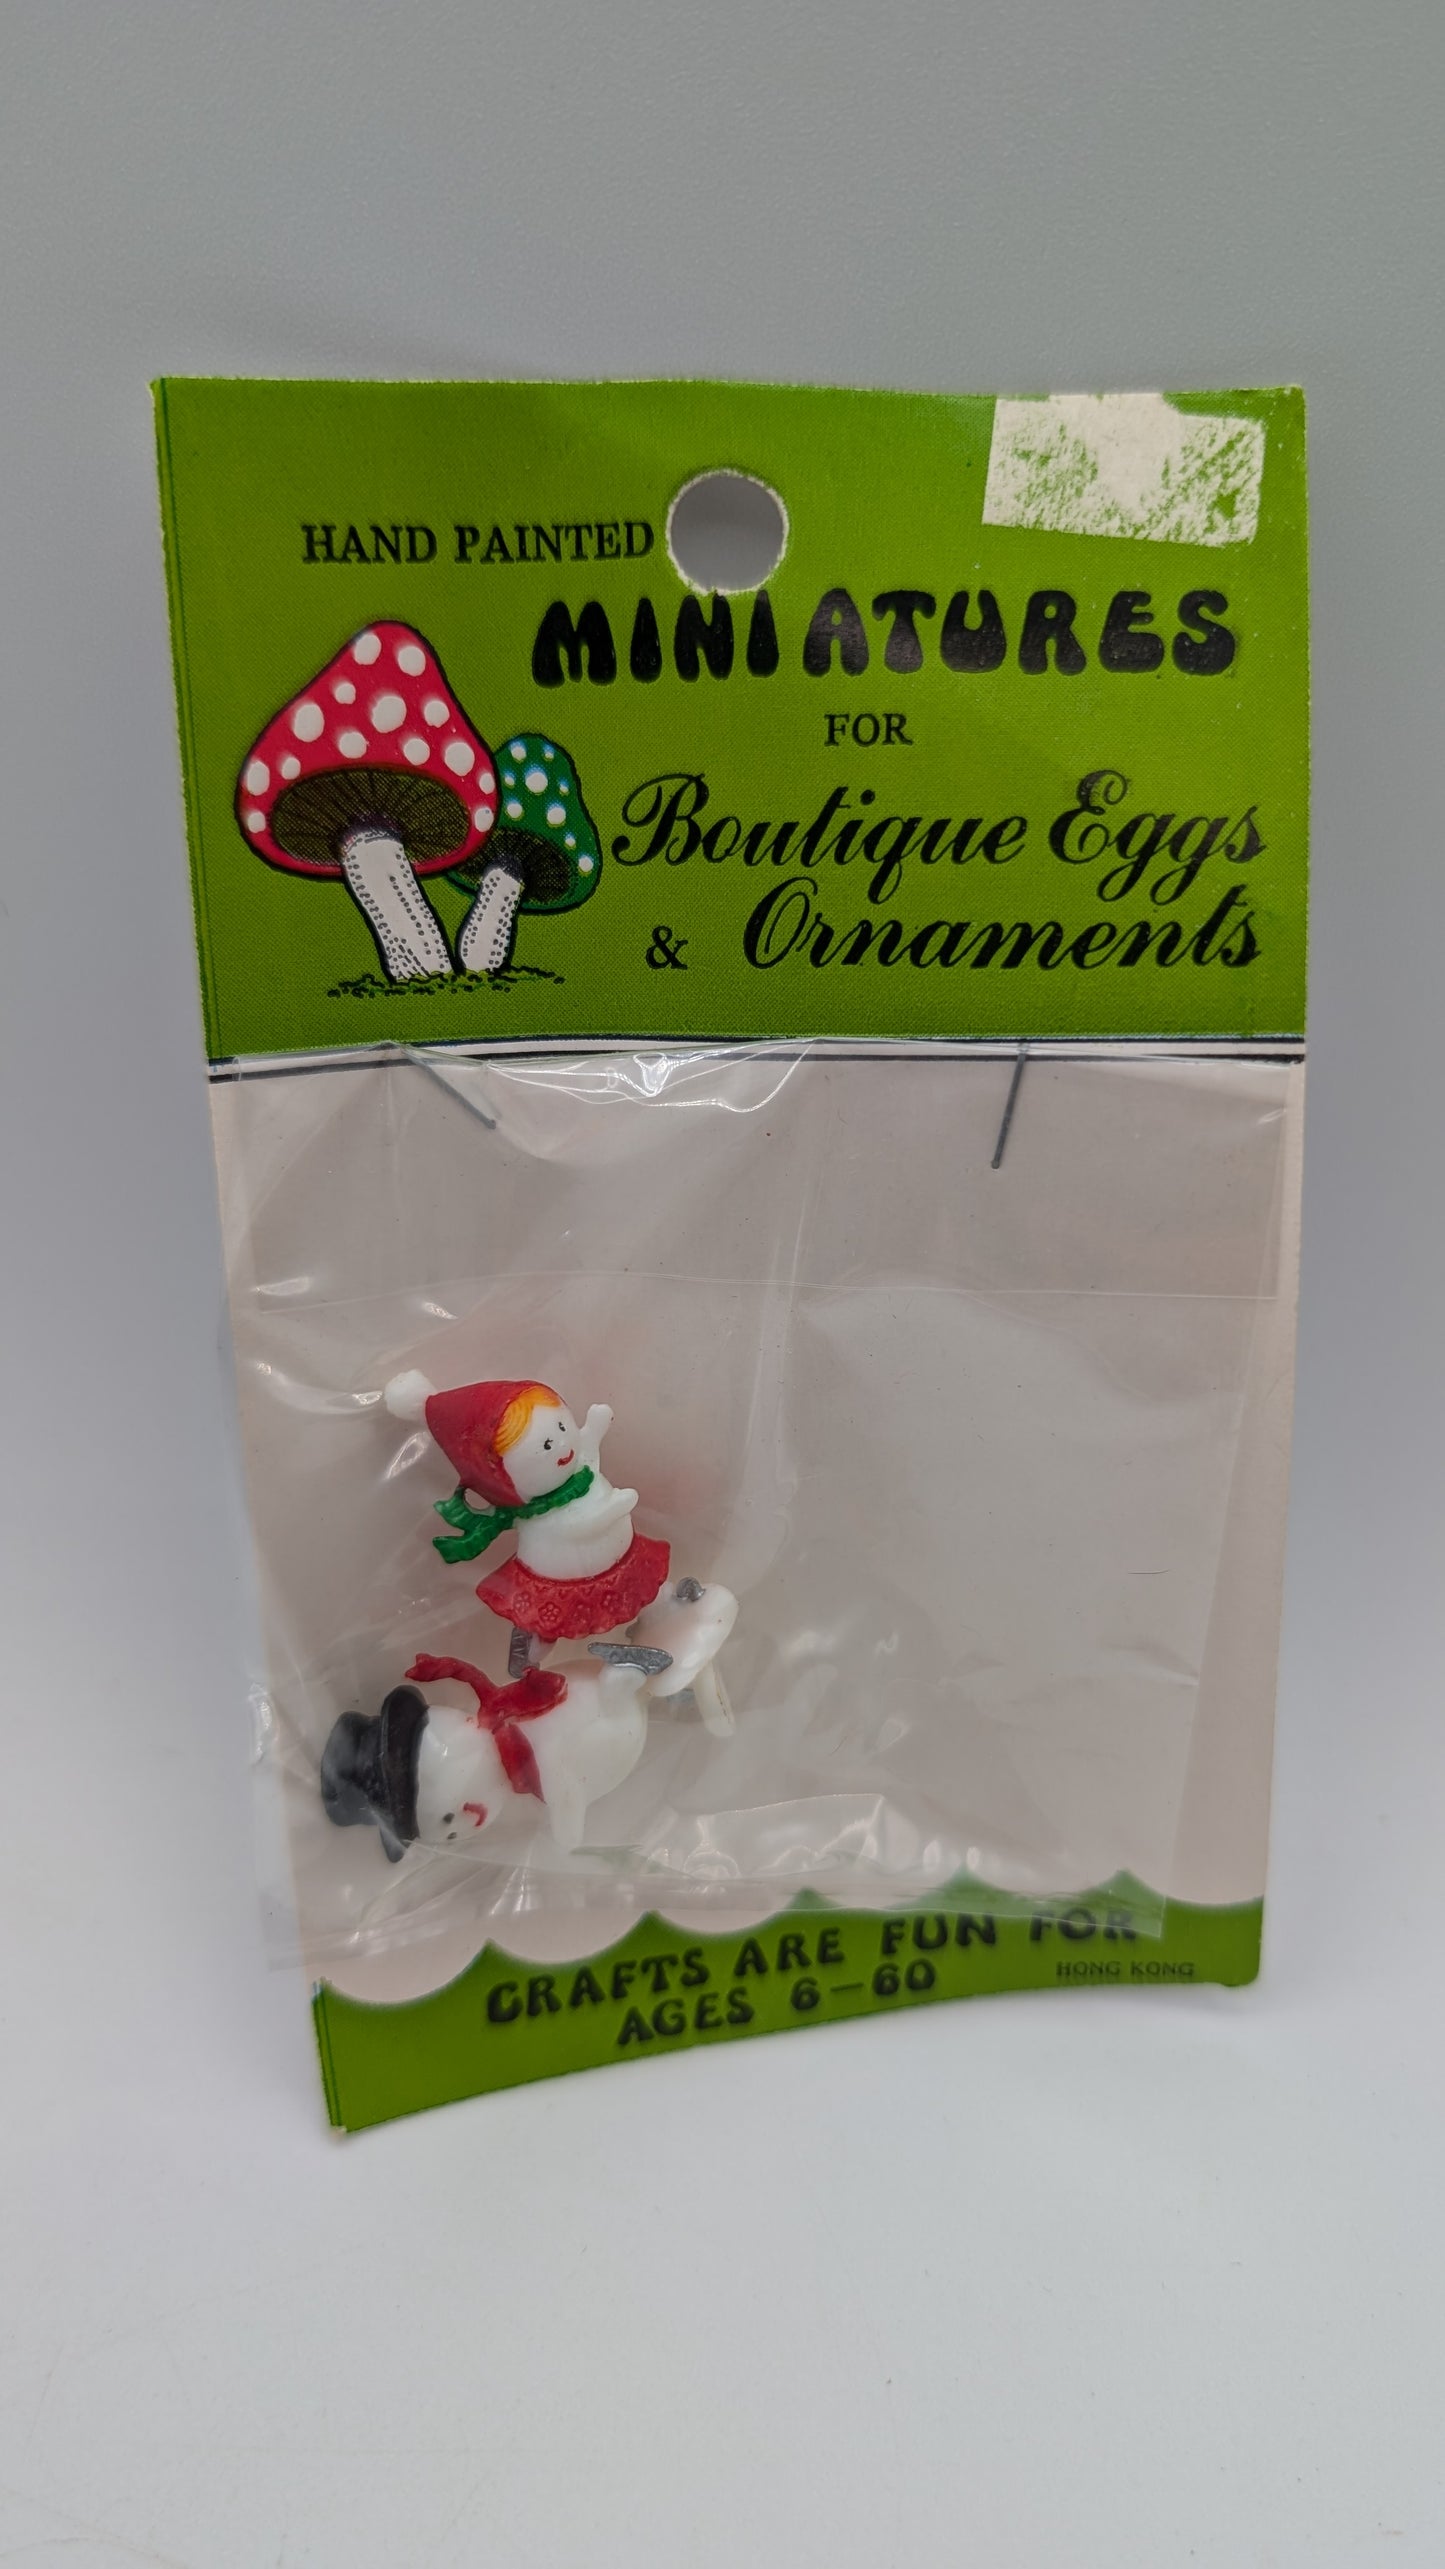 HAND PAINTED
MINIATURES
FOR
Boutique Eggs
& Ornaments
CRAFTS ARE FUN FOR
AGES 6-60
HONG KONG